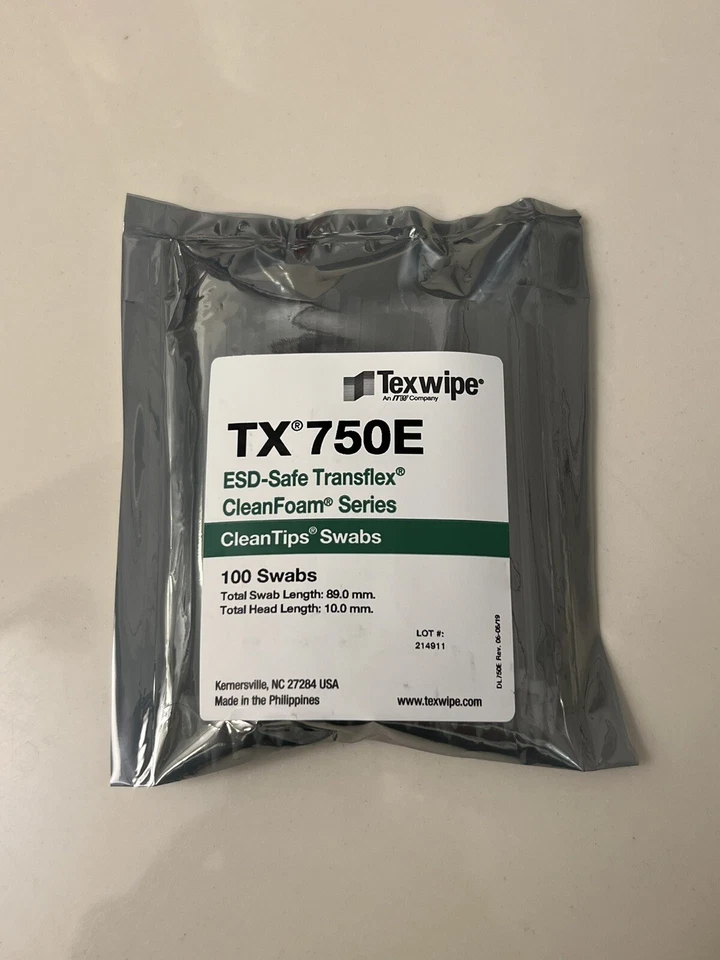 Texwipe®
An ITW Company
TX®750E
ESD-Safe Transflex®
CleanFoam® Series
CleanTips® Swabs
100 Swabs
Total Swab Length: 89.0 mm.
Total Head Length: 10.0 mm.
LOT #:
214911
DL750E Rev. 06-05/19
Kernersville, NC 27284 USA
Made in the Philippines
www.texwipe.com